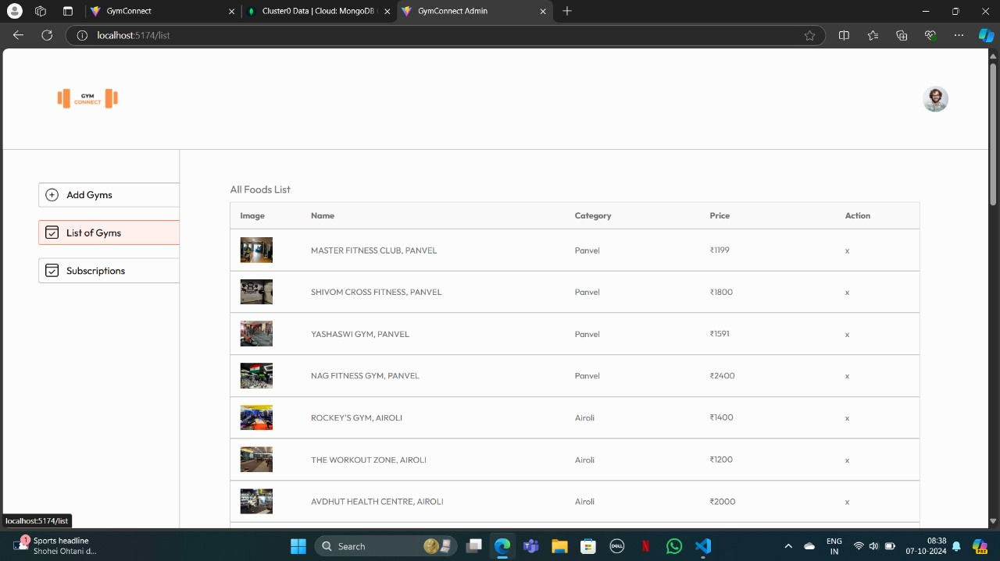 GymConnect
Cluster0 Data | Cloud: MongoDB
GymConnect Admin
localhost:5174/list
GYM
CONNECT
Add Gyms
List of Gyms
Subscriptions
All Foods List
Image Name Category Price Action
MASTER FITNESS CLUB, PANVEL Panvel ₹1199 x
SHIVOM CROSS FITNESS, PANVEL Panvel ₹1800 x
YASHASWI GYM, PANVEL Panvel ₹1591 x
NAG FITNESS GYM, PANVEL Panvel ₹2400 x
ROCKEY'S GYM, AIROLI Airoli ₹1400 x
THE WORKOUT ZONE, AIROLI Airoli ₹1200 x
AVDHUT HEALTH CENTRE, AIROLI Airoli ₹2000 x
localhost:5174/list
1
Sports headline
Shohei Ohtani d...
Search
DELL
N
ENG
IN
08:38
07-10-2024
PRE